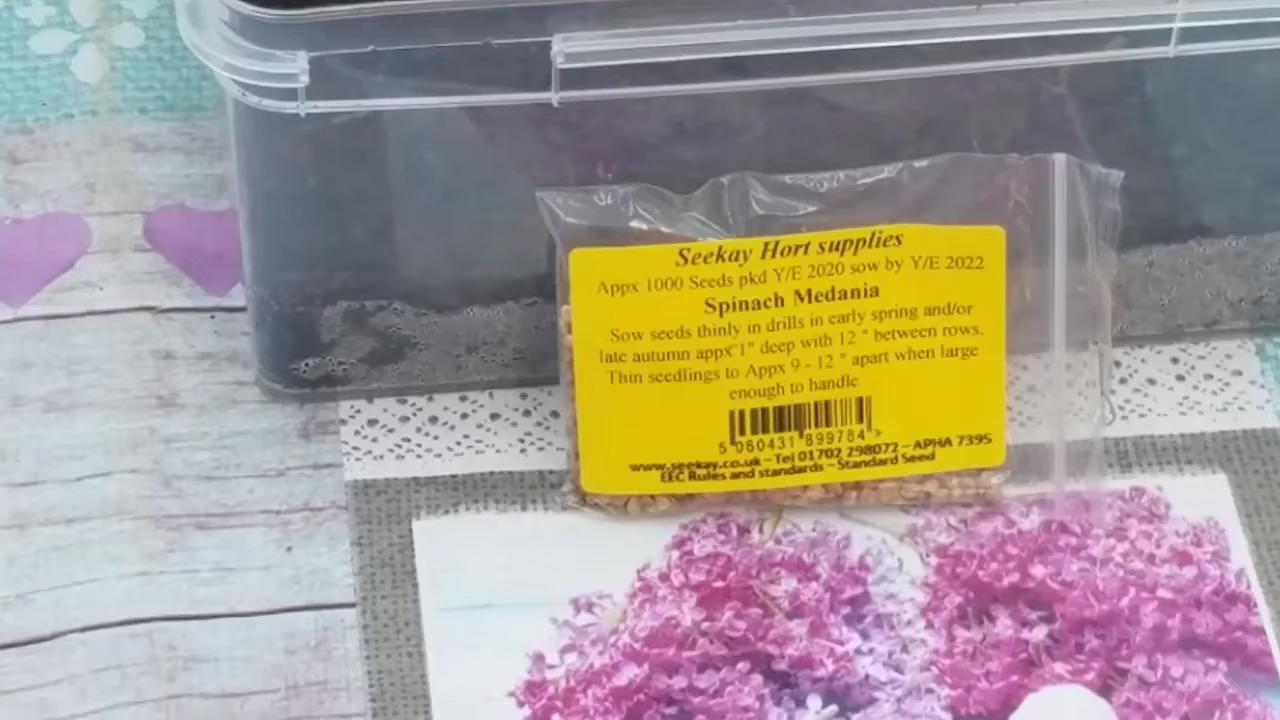 Seekay Hort supplies
Appx 1000 Seeds pkd Y/E 2020 sow by Y/E 2022
Spinach Medania
Sow seeds thinly in drills in early spring and/or
late autumn appx 1" deep with 12 " between rows.
Thin seedlings to Appx 9 - 12 " apart when large
enough to handle
5 060431 899784 >
www.seekay.co.uk – Tel 01702 298072 – APHA 7395
EEC Rules and standards – Standard Seed